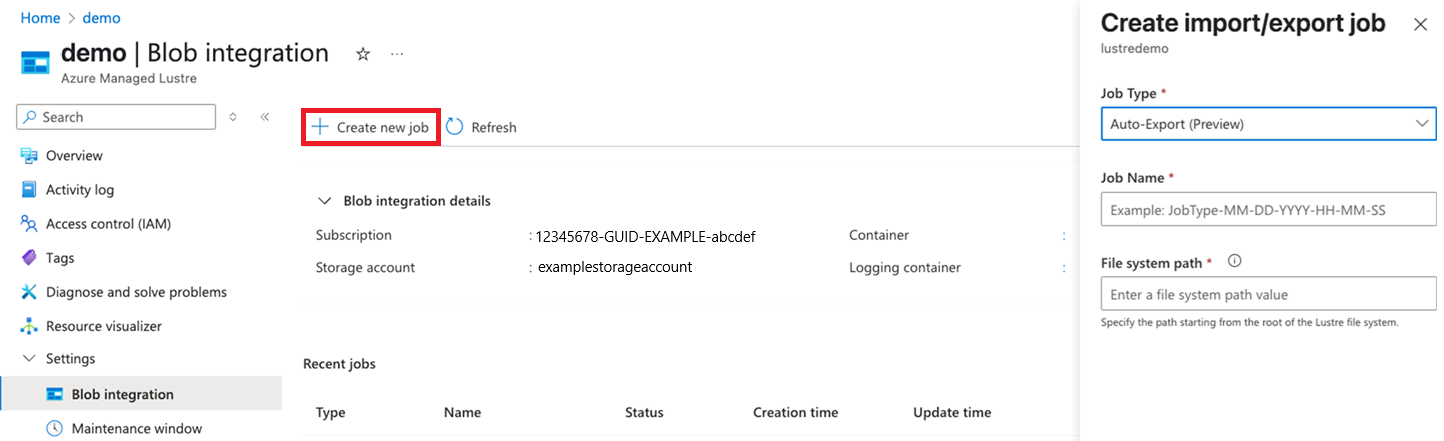 Home > demo
demo | Blob integration
Azure Managed Lustre
Search
Overview
Activity log
Access control (IAM)
Tags
Diagnose and solve problems
Resource visualizer
Settings
Blob integration
Maintenance window
Create new job
Refresh
Blob integration details
Subscription : 12345678-GUID-EXAMPLE-abcdef
Container :
Storage account : examplestorageaccount
Logging container :
Recent jobs
Type Name Status Creation time Update time
Create import/export job
lustredemo
Job Type *
Auto-Export (Preview)
Job Name *
Example: JobType-MM-DD-YYYY-HH-MM-SS
File system path *
Enter a file system path value
Specify the path starting from the root of the Lustre file system.